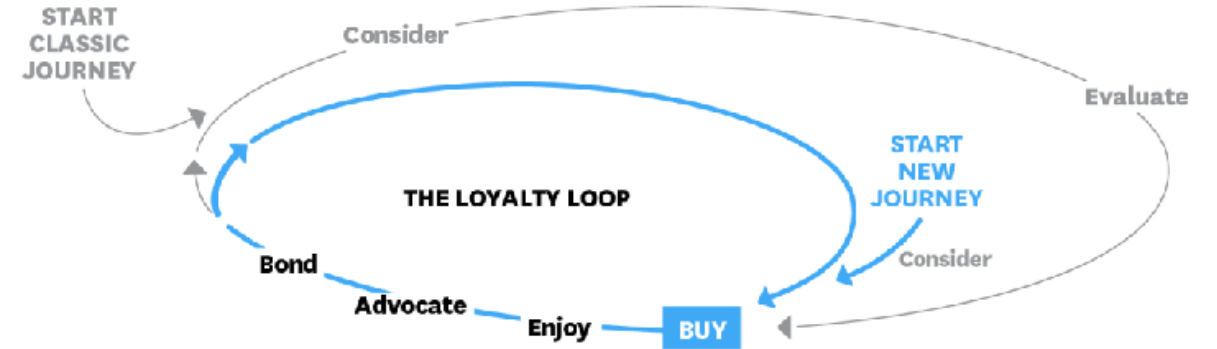 START
CLASSIC
JOURNEY
Consider
Evaluate
START
NEW
JOURNEY
Consider
THE LOYALTY LOOP
Bond
Advocate
Enjoy
BUY